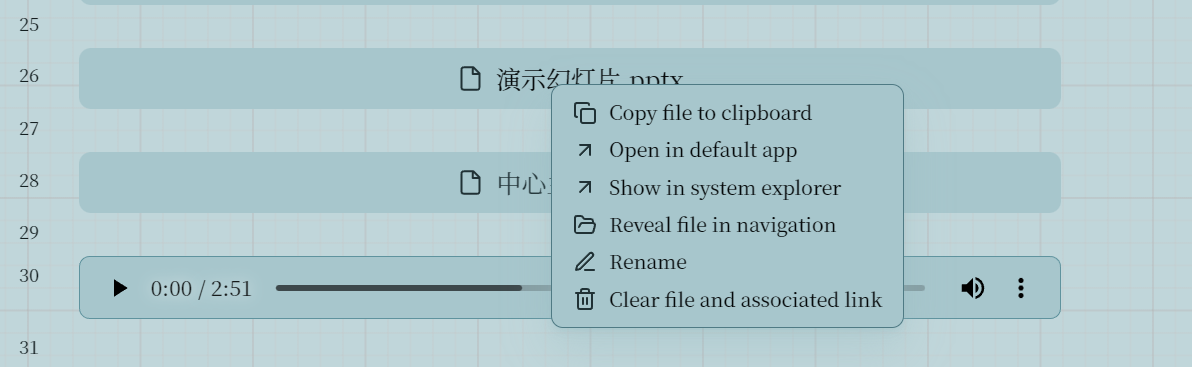 25
26
演示幻灯片.pptx
Copy file to clipboard
27
Open in default app
28
中心
Show in system explorer
29
Reveal file in navigation
Rename
30
0:00 / 2:51
Clear file and associated link
31